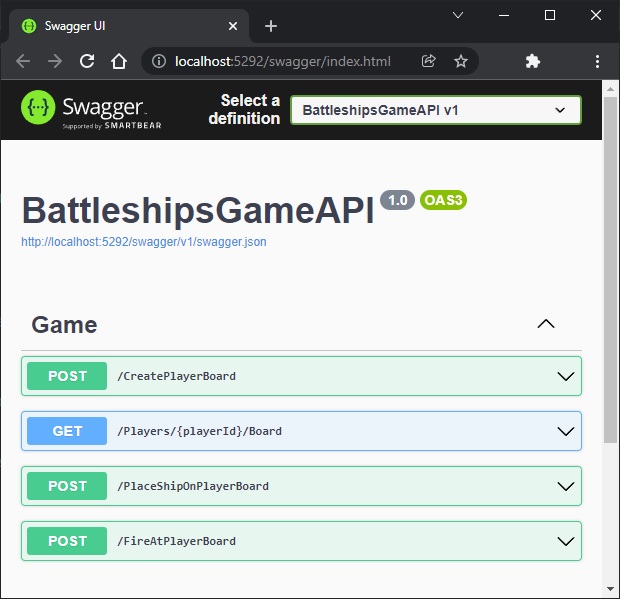 Swagger UI
localhost:5292/swagger/index.html
Swagger
Supported by SMARTBEAR
Select a
definition
BattleshipsGameAPI v1
BattleshipsGameAPI 1.0 OAS3
http://localhost:5292/swagger/v1/swagger.json
Game
POST /CreatePlayerBoard
GET /Players/{playerId}/Board
POST /PlaceShipOnPlayerBoard
POST /FireAtPlayerBoard